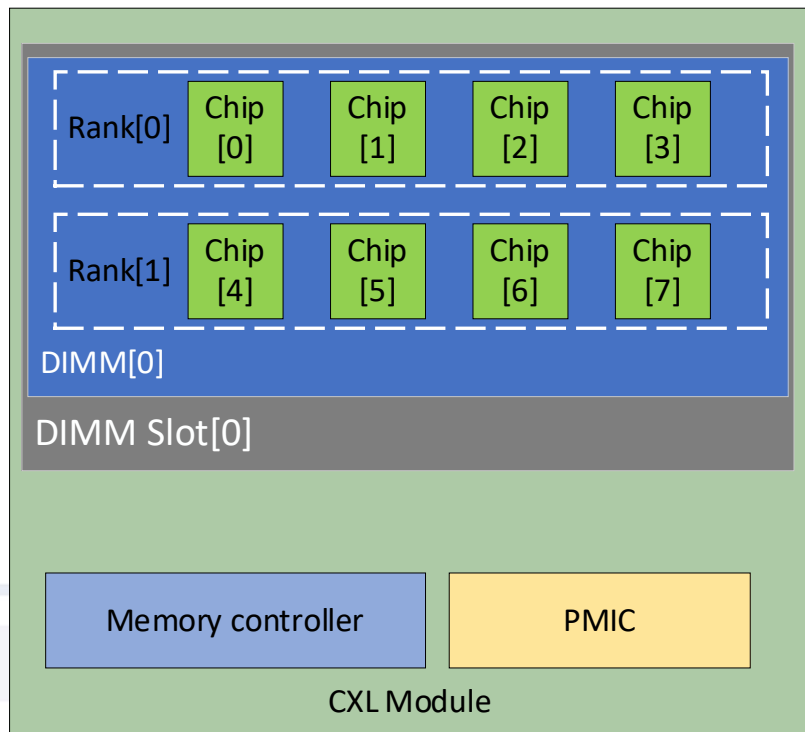 Rank[0]
Chip
[0]
Chip
[1]
Chip
[2]
Chip
[3]
Rank[1]
Chip
[4]
Chip
[5]
Chip
[6]
Chip
[7]
DIMM[0]
DIMM Slot[0]
Memory controller
PMIC
CXL Module